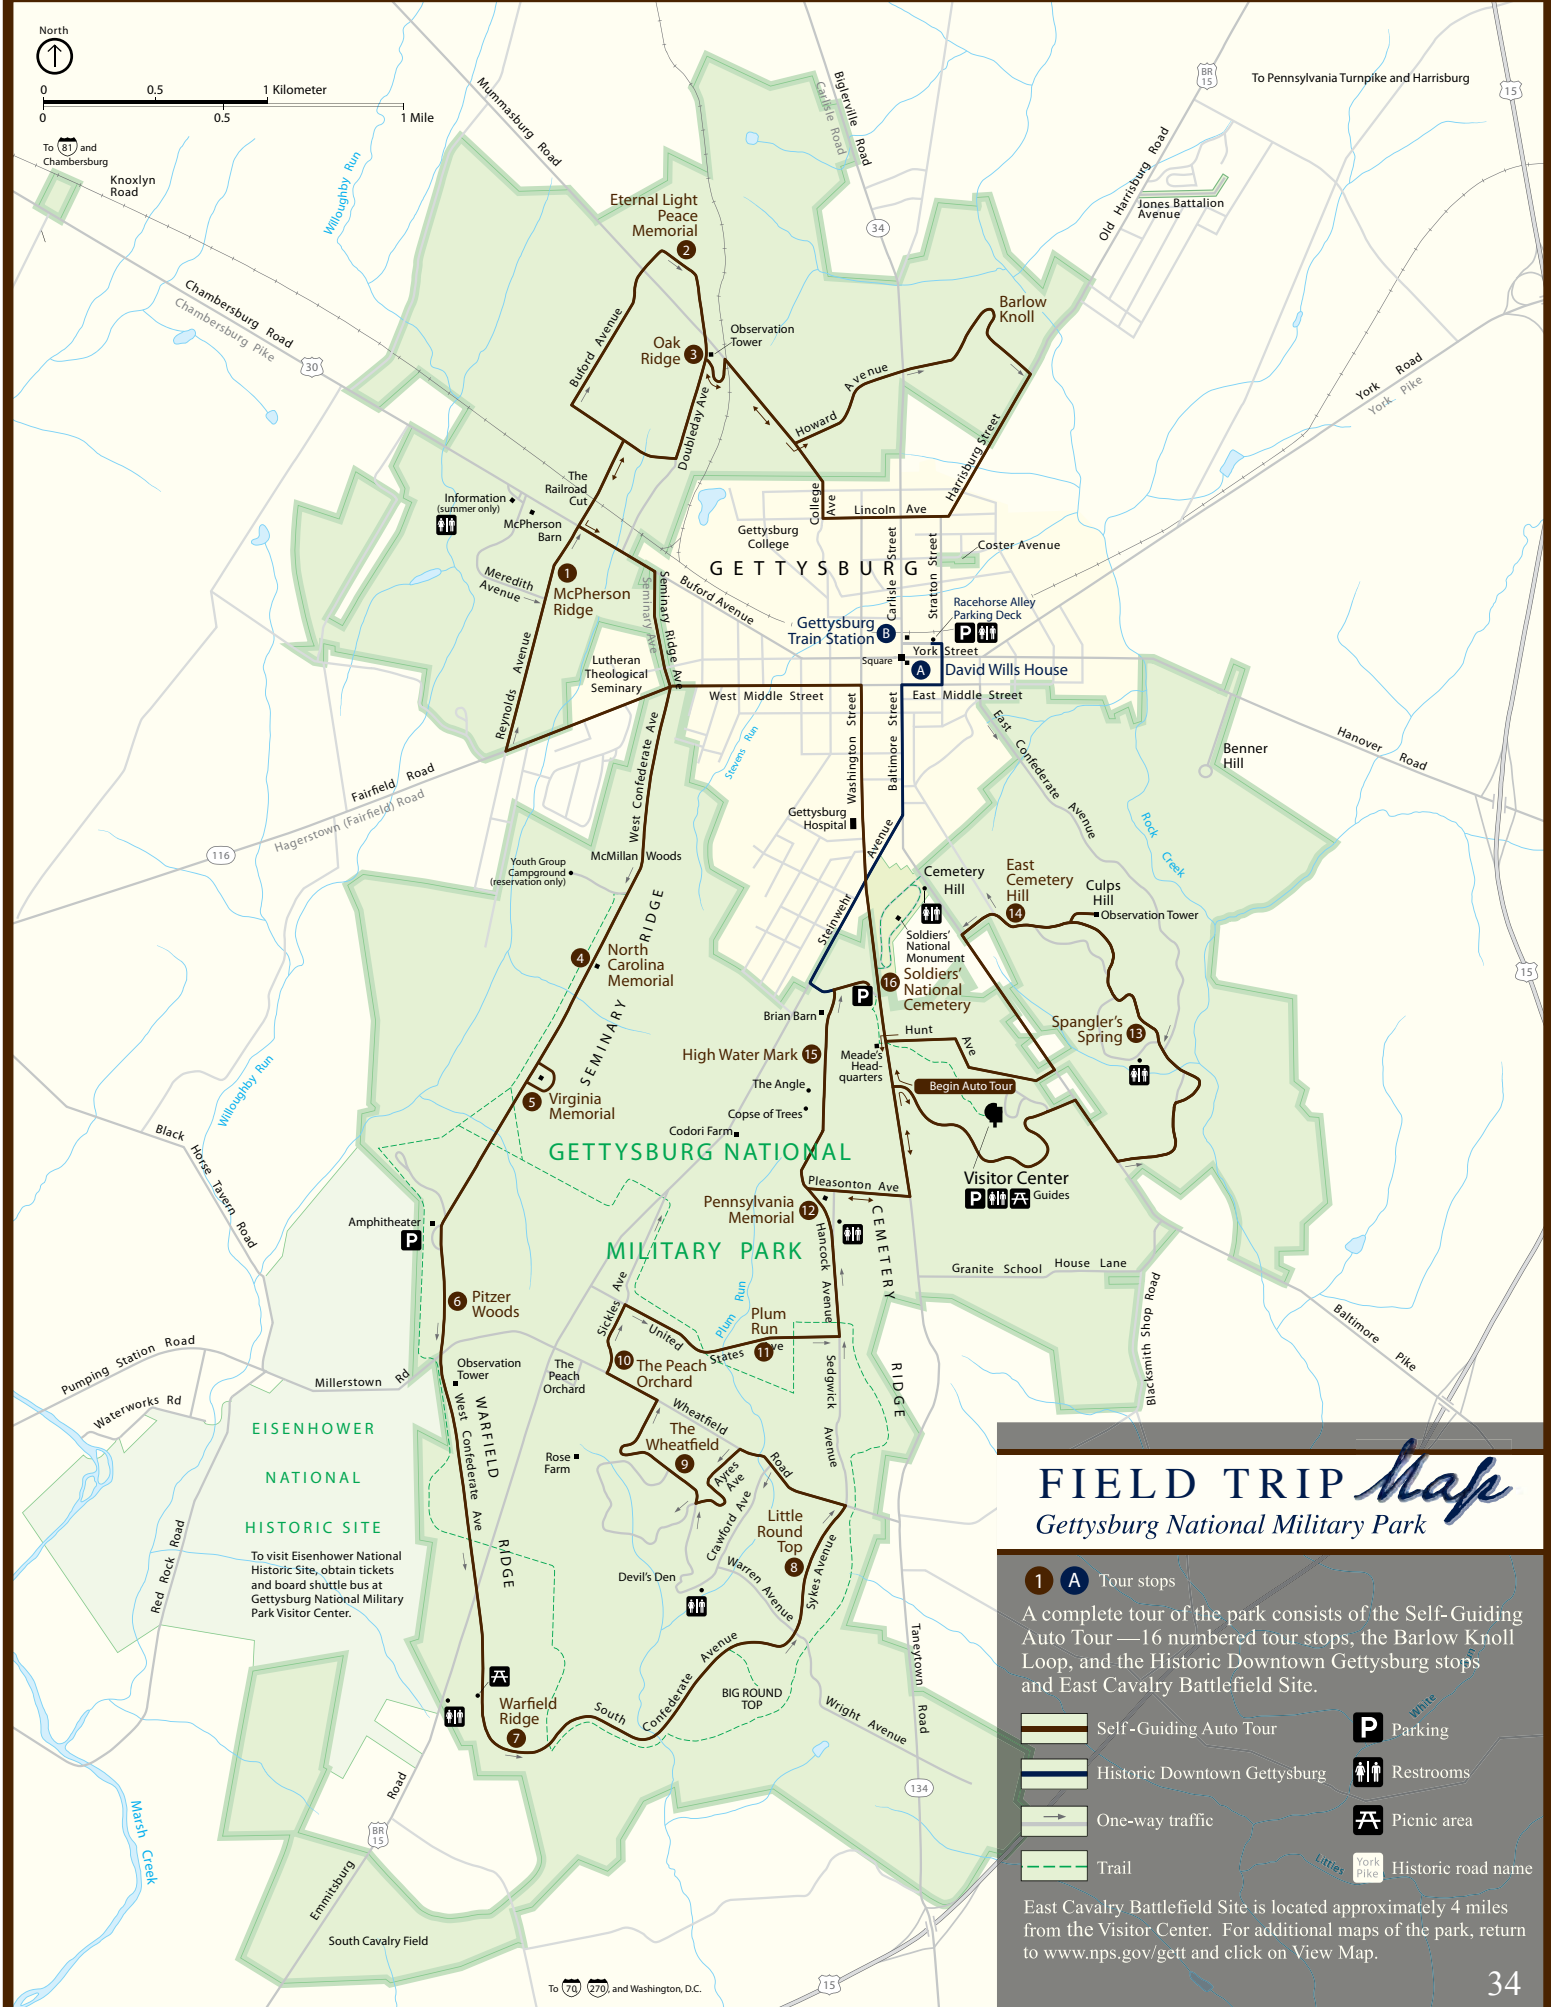 North
0 0.5 1 Kilometer
0 0.5 1 Mile
To 81 and
Chambersburg
Knoxlyn
Road
Willoughby Run
Mummasburg Road
Biglerville Road
Carlisle Road
34
BR
15
To Pennsylvania Turnpike and Harrisburg
15
Old Harrisburg Road
Jones Battalion
Avenue
Eternal Light
Peace
Memorial
2
Chambersburg Road
Chambersburg Pike
30
Buford Avenue
Oak
Ridge
3
Observation
Tower
Doubleday Ave
Barlow
Knoll
Howard Avenue
Harrisburg Street
York Road
York Pike
The
Railroad
Cut
Information
(summer only)
McPherson
Barn
Meredith
Avenue
1
McPherson
Ridge
College
Ave
Lincoln Ave
Gettysburg
College
GETTYSBURG
Carlisle Street
Stratton Street
Coster Avenue
Buford Avenue
Seminary Ave
Seminary Ridge Ave
Racehorse Alley
Parking Deck
P
Gettysburg
Train Station
B
York Street
Square
A
David Wills House
Lutheran
Theological
Seminary
Reynolds Avenue
West Middle Street
East Middle Street
Washington Street
Baltimore Street
Stevens Run
East Confederate Avenue
Benner
Hill
Hanover Road
Rock Creek
Fairfield Road
Hagerstown (Fairfield) Road
116
West Confederate Ave
Gettysburg
Hospital
McMillan Woods
Youth Group
Campground
(reservation only)
Steinwehr Avenue
Cemetery
Hill
East
Cemetery
Hill
14
Culps
Hill
Observation Tower
Soldiers'
National
Monument
SEMINARY RIDGE
4
North
Carolina
Memorial
16
Soldiers'
National
Cemetery
P
15
Brian Barn
Spangler's
Spring
13
Hunt Ave
High Water Mark
15
Meade's
Head-
quarters
Begin Auto Tour
The Angle
Copse of Trees
Codori Farm
5
Virginia
Memorial
Willoughby Run
Black Horse Tavern Road
GETTYSBURG NATIONAL
MILITARY PARK
Visitor Center
P
Guides
Pleasonton Ave
Pennsylvania
Memorial
12
Amphitheater
P
CEMETERY
RIDGE
Hancock Avenue
Granite School House Lane
Blacksmith Shop Road
Baltimore Pike
6
Pitzer
Woods
Sickles Ave
Plum Run
Plum
Run
11
United States Ave
10
The Peach
Orchard
The
Peach
Orchard
Observation
Tower
Pumping Station Road
Waterworks Rd
Millerstown Rd
Sedgwick Avenue
EISENHOWER
NATIONAL
HISTORIC SITE
To visit Eisenhower National
Historic Site, obtain tickets
and board shuttle bus at
Gettysburg National Military
Park Visitor Center.
West Confederate Ave
WARFIELD
RIDGE
Wheatfield Road
The
Wheatfield
9
Ayres
Ave
Rose
Farm
Crawford Ave
Little
Round
Top
8
Devil's Den
Warren Avenue
Sykes Avenue
Red Rock Road
Taneytown Road
Warfield
Ridge
7
South Confederate Avenue
BIG ROUND
TOP
Wright Avenue
134
Marsh Creek
BR
15
Emmitsburg Road
South Cavalry Field
To 70 270, and Washington, D.C.
15
FIELD TRIP Map
Gettysburg National Military Park
1 A Tour stops
A complete tour of the park consists of the Self-Guiding
Auto Tour —16 numbered tour stops, the Barlow Knoll
Loop, and the Historic Downtown Gettysburg stops
and East Cavalry Battlefield Site.
White
Self-Guiding Auto Tour
P Parking
Historic Downtown Gettysburg
Restrooms
One-way traffic
Picnic area
Trail
Littles
York
Pike
Historic road name
East Cavalry Battlefield Site is located approximately 4 miles
from the Visitor Center. For additional maps of the park, return
to www.nps.gov/gett and click on View Map.
34